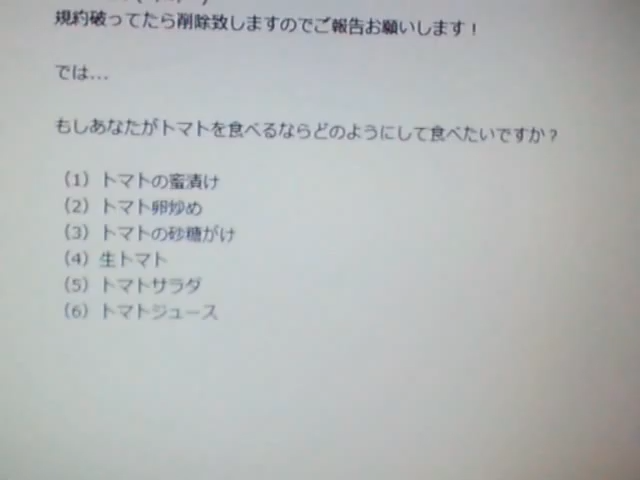 規約破ってたら削除致しますのでご報告お願いします！
では…
もしあなたがトマトを食べるならどのようにして食べたいですか？
（1）トマトの蜜漬け
（2）トマト卵炒め
（3）トマトの砂糖がけ
（4）生トマト
（5）トマトサラダ
（6）トマトジュース